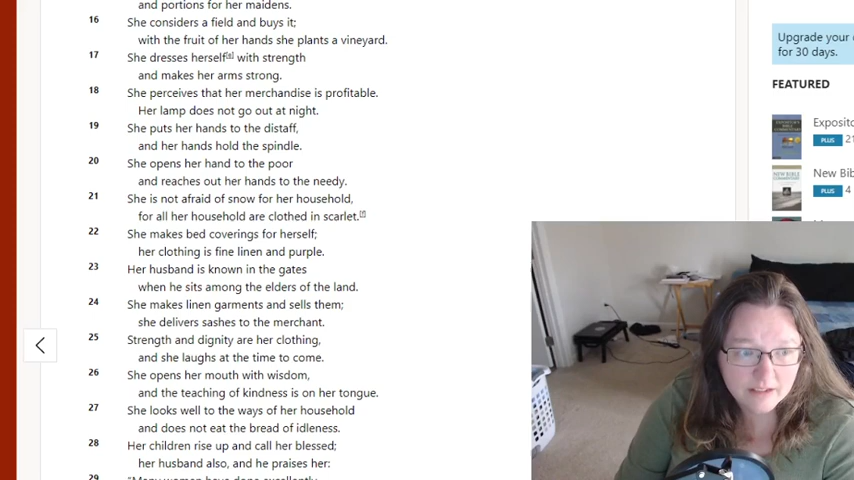 and portions for her maidens.
16 She considers a field and buys it;
with the fruit of her hands she plants a vineyard.
17 She dresses herself[e] with strength
and makes her arms strong.
18 She perceives that her merchandise is profitable.
Her lamp does not go out at night.
19 She puts her hands to the distaff,
and her hands hold the spindle.
20 She opens her hand to the poor
and reaches out her hands to the needy.
21 She is not afraid of snow for her household,
for all her household are clothed in scarlet.[f]
22 She makes bed coverings for herself;
her clothing is fine linen and purple.
23 Her husband is known in the gates
when he sits among the elders of the land.
24 She makes linen garments and sells them;
she delivers sashes to the merchant.
25 Strength and dignity are her clothing,
and she laughs at the time to come.
26 She opens her mouth with wisdom,
and the teaching of kindness is on her tongue.
27 She looks well to the ways of her household
and does not eat the bread of idleness.
28 Her children rise up and call her blessed;
her husband also, and he praises her:
29 "Many women have done excellently,
Upgrade your
for 30 days.
FEATURED
Exposito
PLUS 21
New Bib
PLUS 4